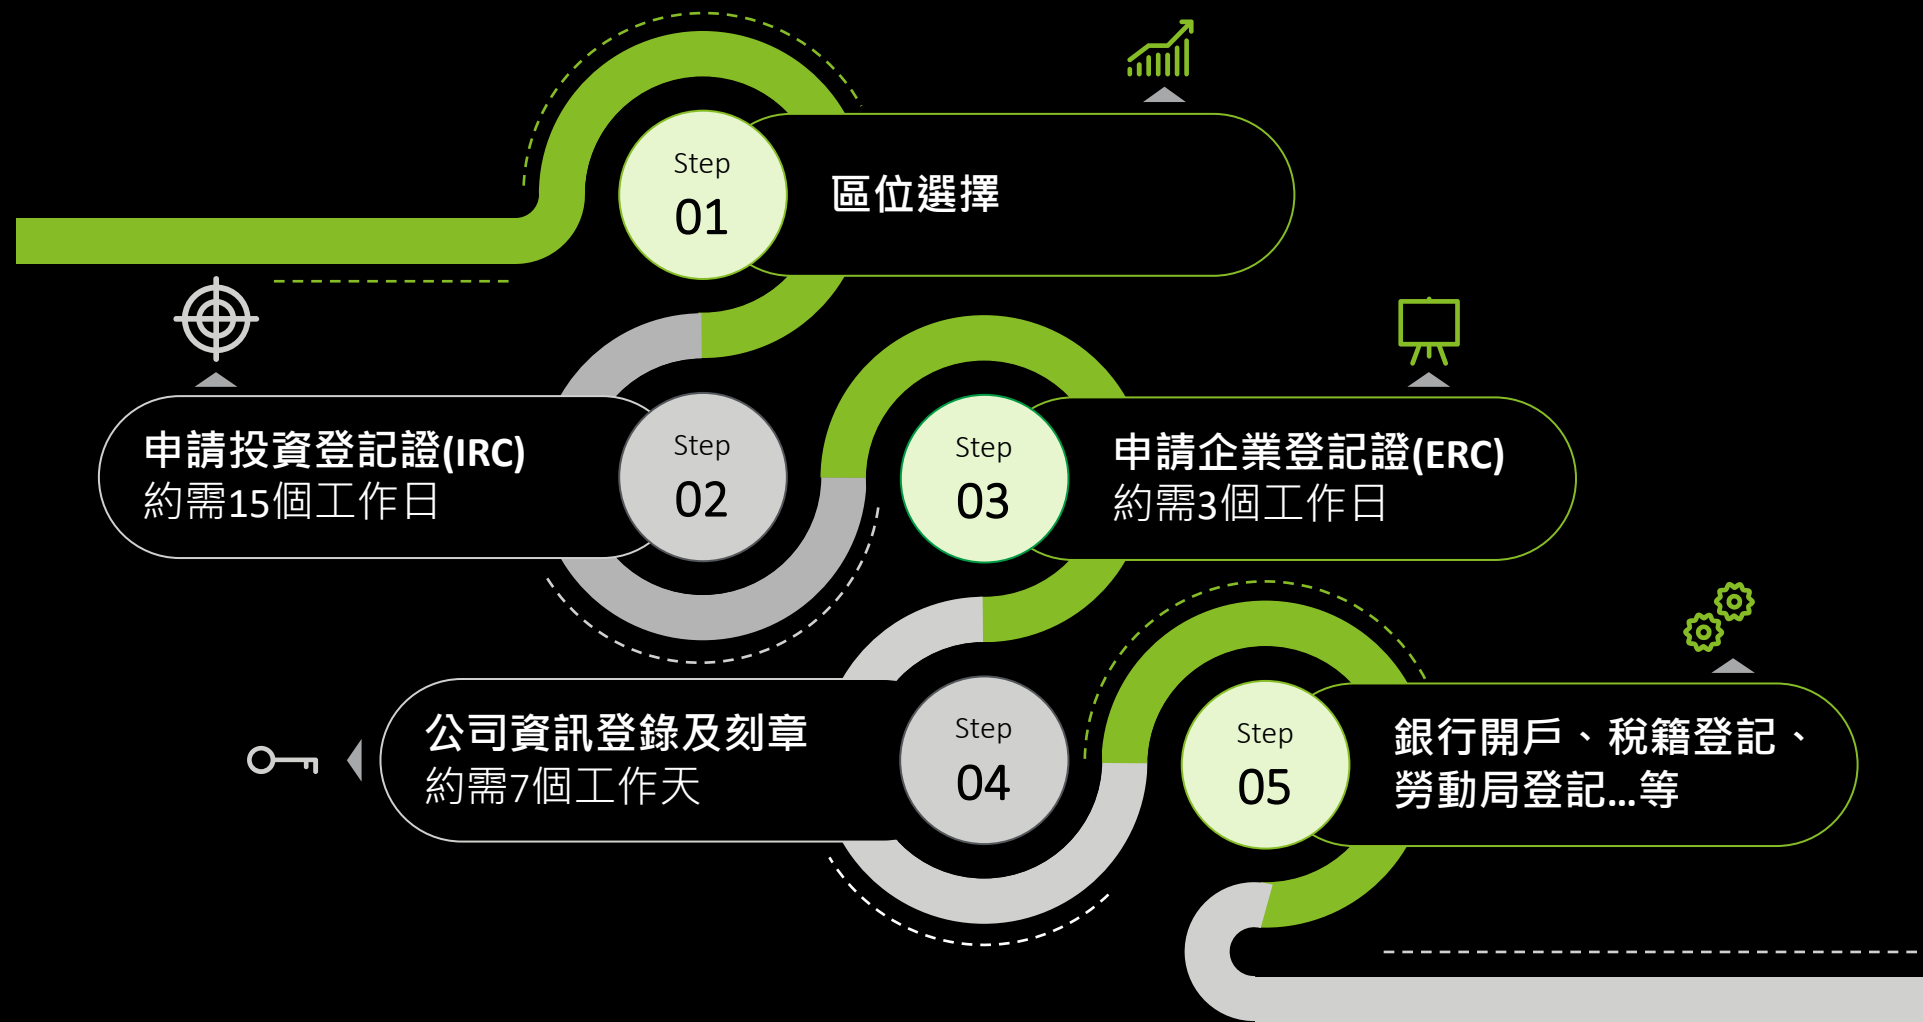 Step
01
區位選擇
申請投資登記證(IRC)
約需15個工作日
Step
02
Step
03
申請企業登記證(ERC)
約需3個工作日
公司資訊登錄及刻章
約需7個工作天
Step
04
Step
05
銀行開戶、稅籍登記、
勞動局登記...等